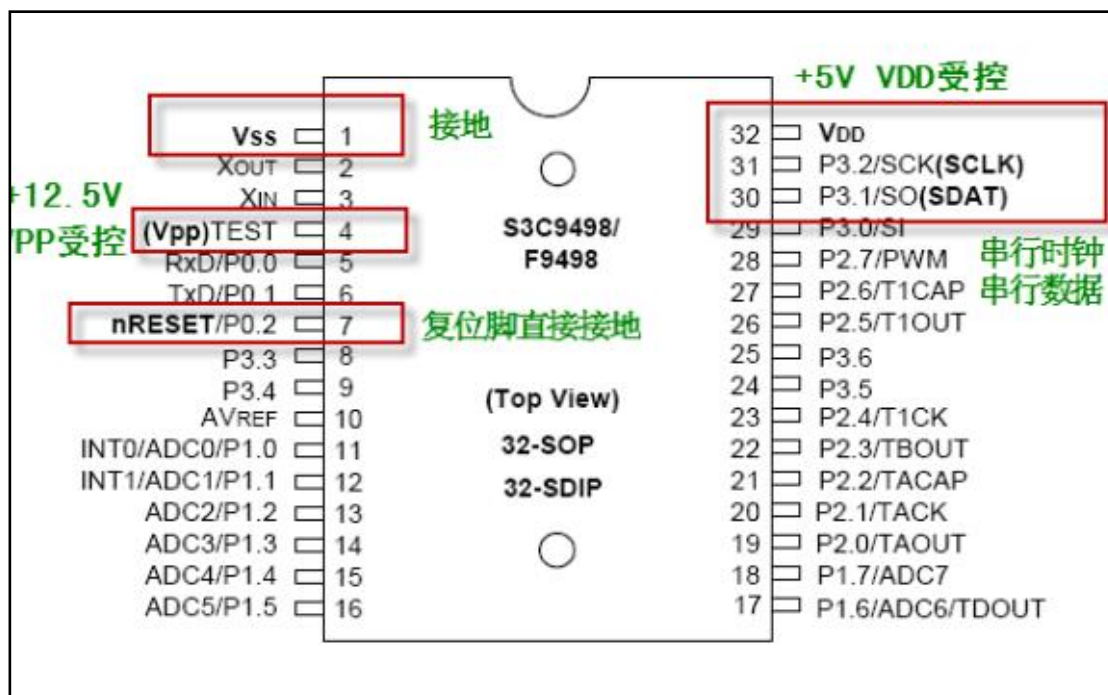 +5V VDD受控
接地
+12.5V
VPP受控
Vss 1
XOUT 2
XIN 3
(Vpp)TEST 4
RxD/P0.0 5
TxD/P0.1 6
nRESET/P0.2 7
复位脚直接接地
P3.3 8
P3.4 9
AVREF 10
INT0/ADC0/P1.0 11
INT1/ADC1/P1.1 12
ADC2/P1.2 13
ADC3/P1.3 14
ADC4/P1.4 15
ADC5/P1.5 16
S3C9498/
F9498
(Top View)
32-SOP
32-SDIP
32 VDD
31 P3.2/SCK(SCLK)
30 P3.1/SO(SDAT)
29 P3.0/SI
28 P2.7/PWM
27 P2.6/T1CAP
26 P2.5/T1OUT
25 P3.6
24 P3.5
23 P2.4/T1CK
22 P2.3/TBOUT
21 P2.2/TACAP
20 P2.1/TACK
19 P2.0/TAOUT
18 P1.7/ADC7
17 P1.6/ADC6/TDOUT
串行时钟
串行数据